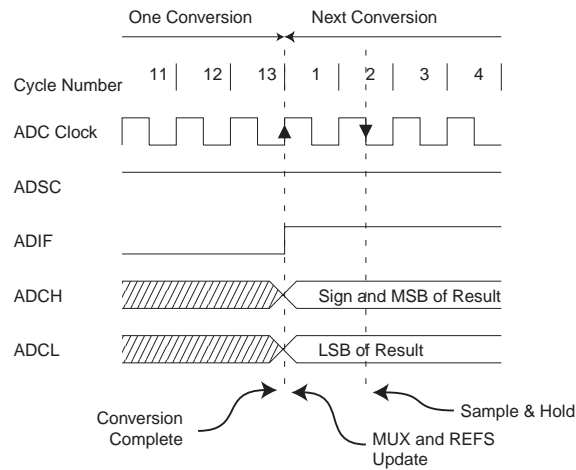 One Conversion Next Conversion
Cycle Number 11 12 13 1 2 3 4
ADC Clock
ADSC
ADIF
ADCH Sign and MSB of Result
ADCL LSB of Result
Conversion
Complete
MUX and REFS
Update
Sample & Hold